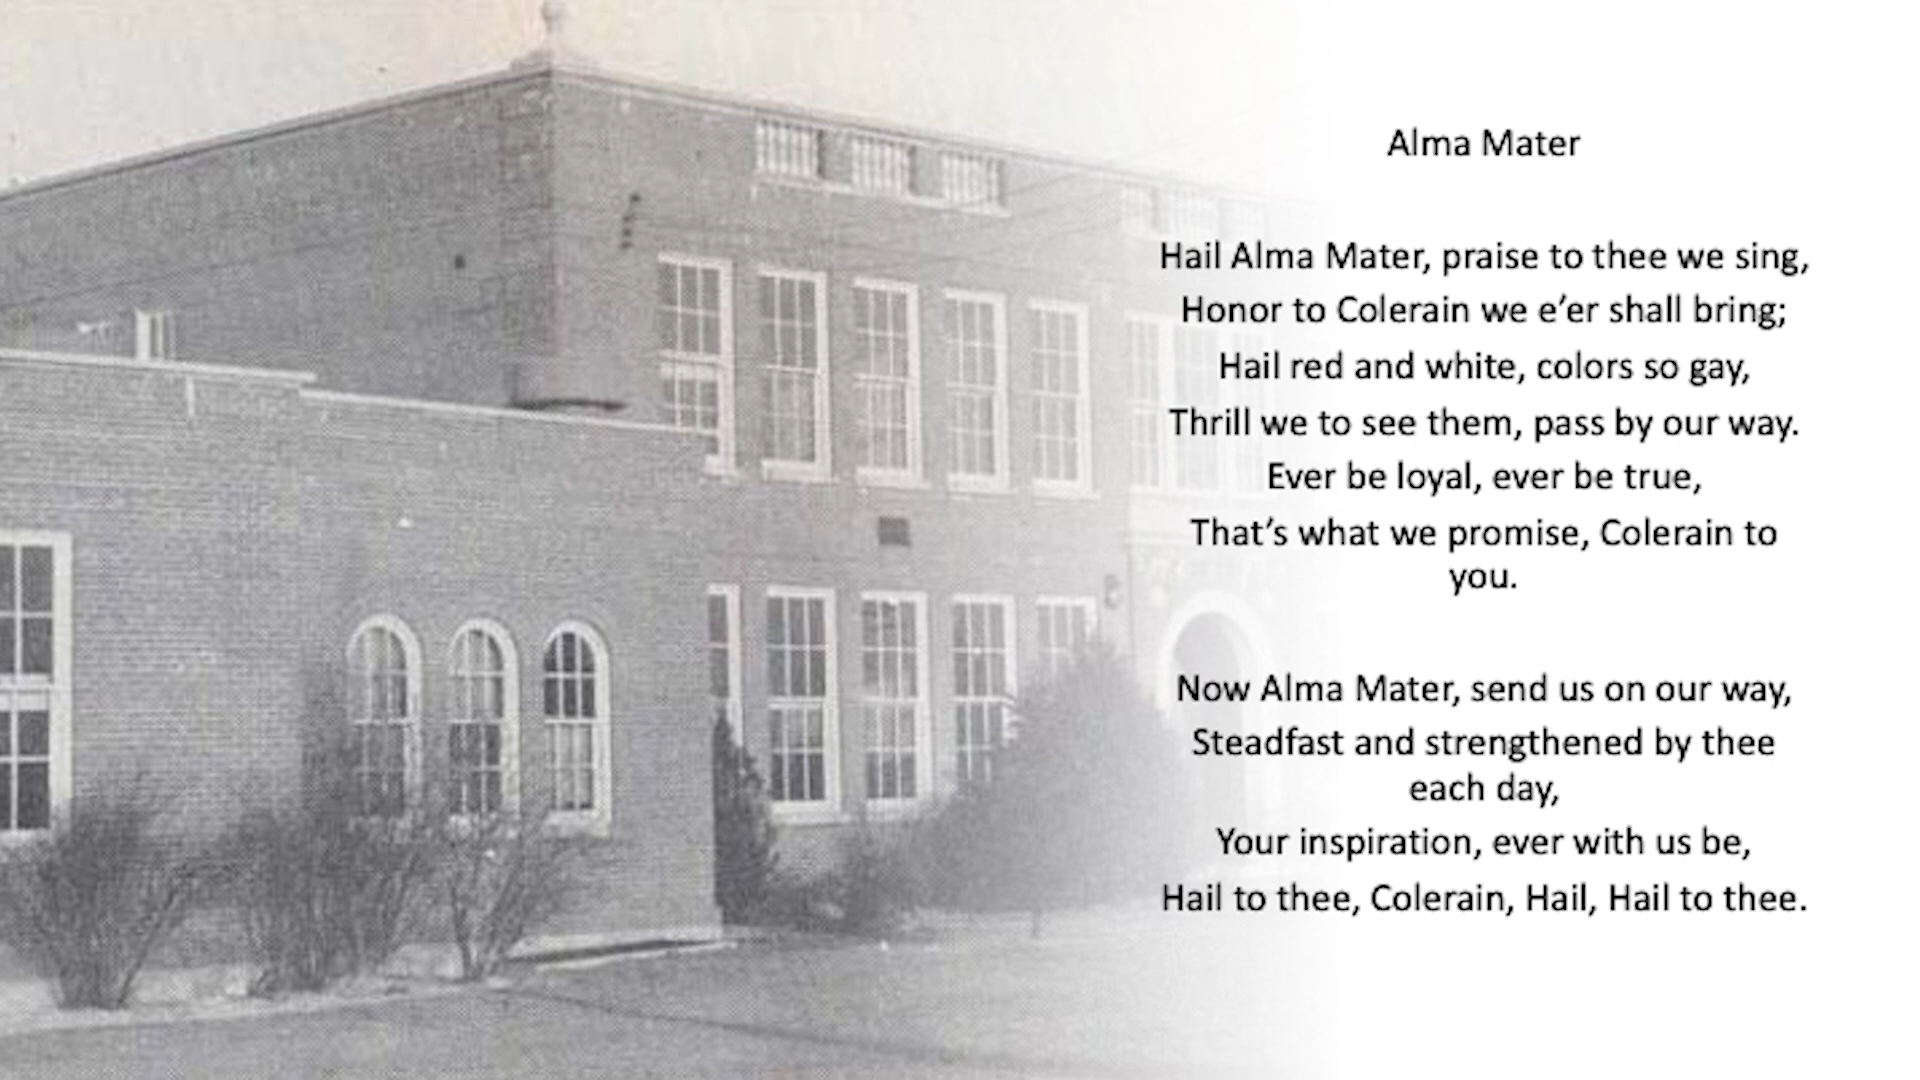 Alma Mater
Hail Alma Mater, praise to thee we sing,
Honor to Colerain we e’er shall bring;
Hail red and white, colors so gay,
Thrill we to see them, pass by our way.
Ever be loyal, ever be true,
That’s what we promise, Colerain to
you.
Now Alma Mater, send us on our way,
Steadfast and strengthened by thee
each day,
Your inspiration, ever with us be,
Hail to thee, Colerain, Hail, Hail to thee.